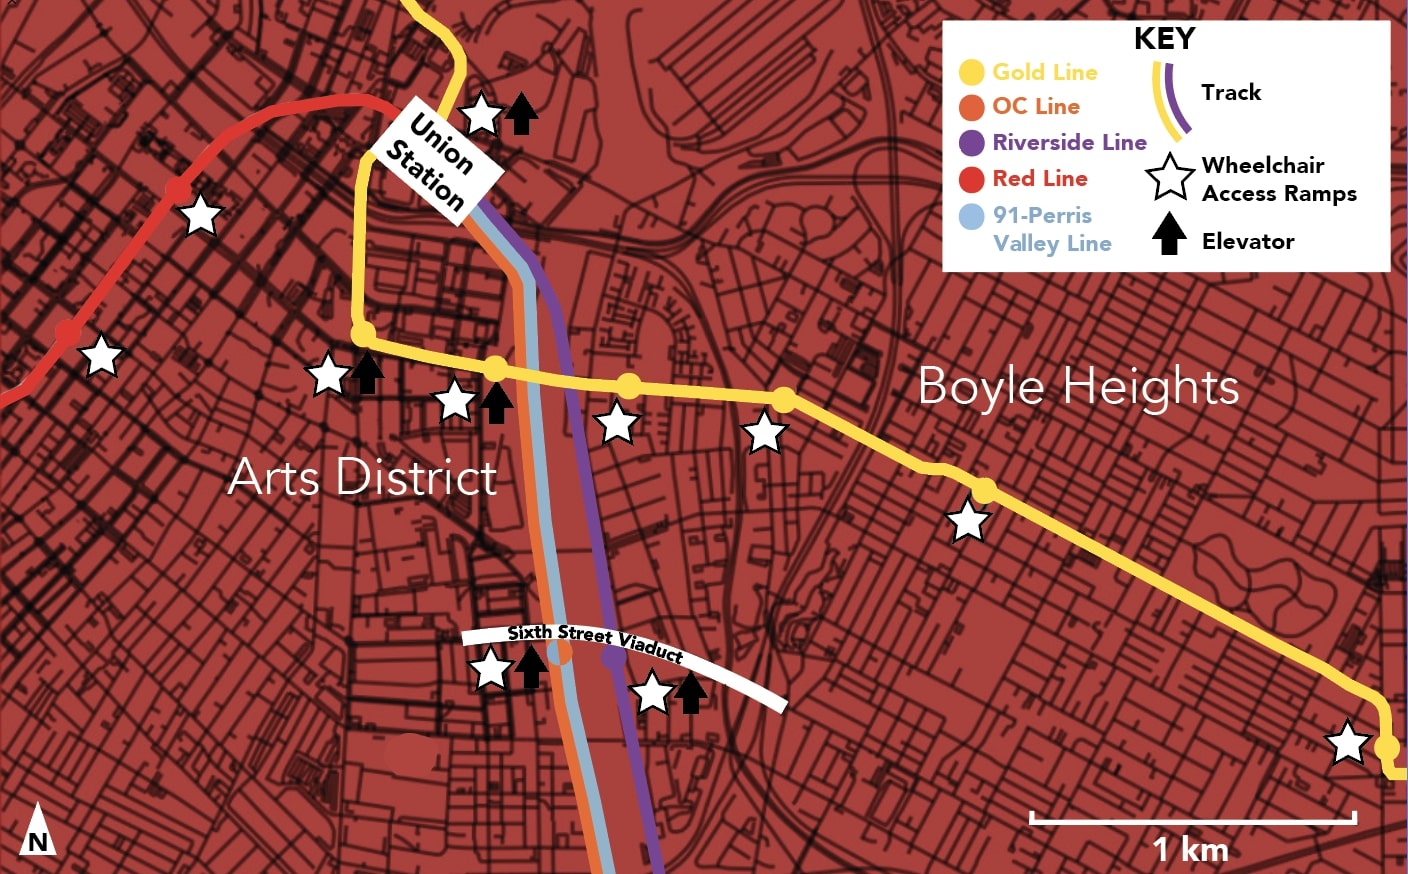 Union
Station
KEY
Gold Line
OC Line
Riverside Line
Red Line
91-Perris
Valley Line
Track
Wheelchair
Access Ramps
Elevator
Boyle Heights
Arts District
Sixth Street Viaduct
N
1 km